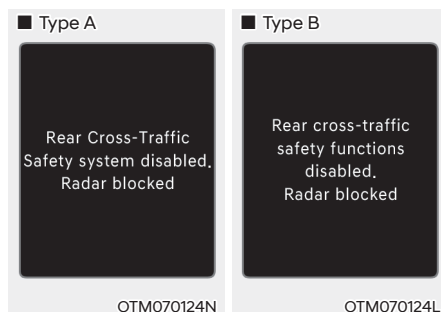 ■ Type A
Rear Cross-Traffic
Safety system disabled.
Radar blocked
OTM070124N
■ Type B
Rear cross-traffic
safety functions
disabled.
Radar blocked
OTM070124L